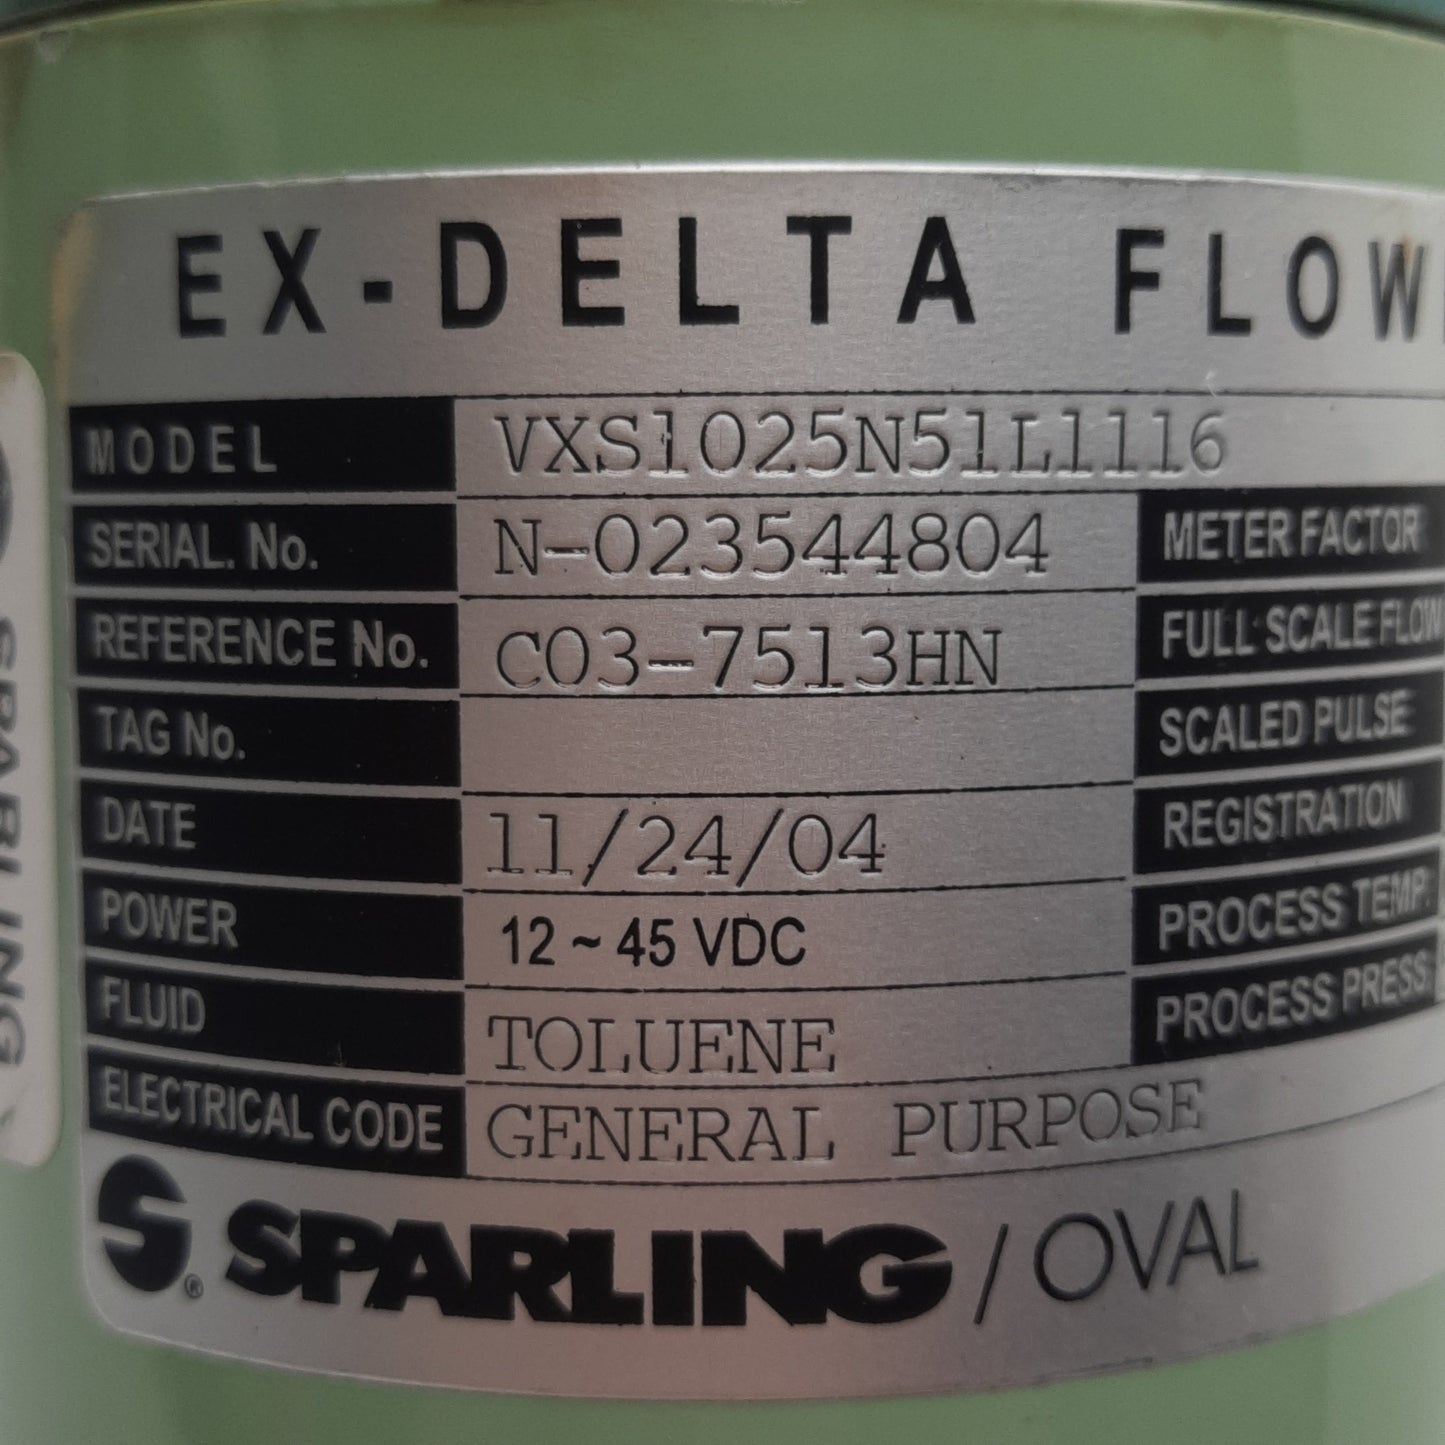 EX-DELTA FLOW
MODEL VXS1025N51L1116
SERIAL. No. N-023544804 METER FACTOR
REFERENCE No. C03-7513HN FULL SCALE FLOW
TAG No. SCALED PULSE
DATE 11/24/04 REGISTRATION
POWER 12 ~ 45 VDC PROCESS TEMP.
FLUID TOLUENE PROCESS PRESS.
ELECTRICAL CODE GENERAL PURPOSE
S® SPARLING / OVAL
SPARLING